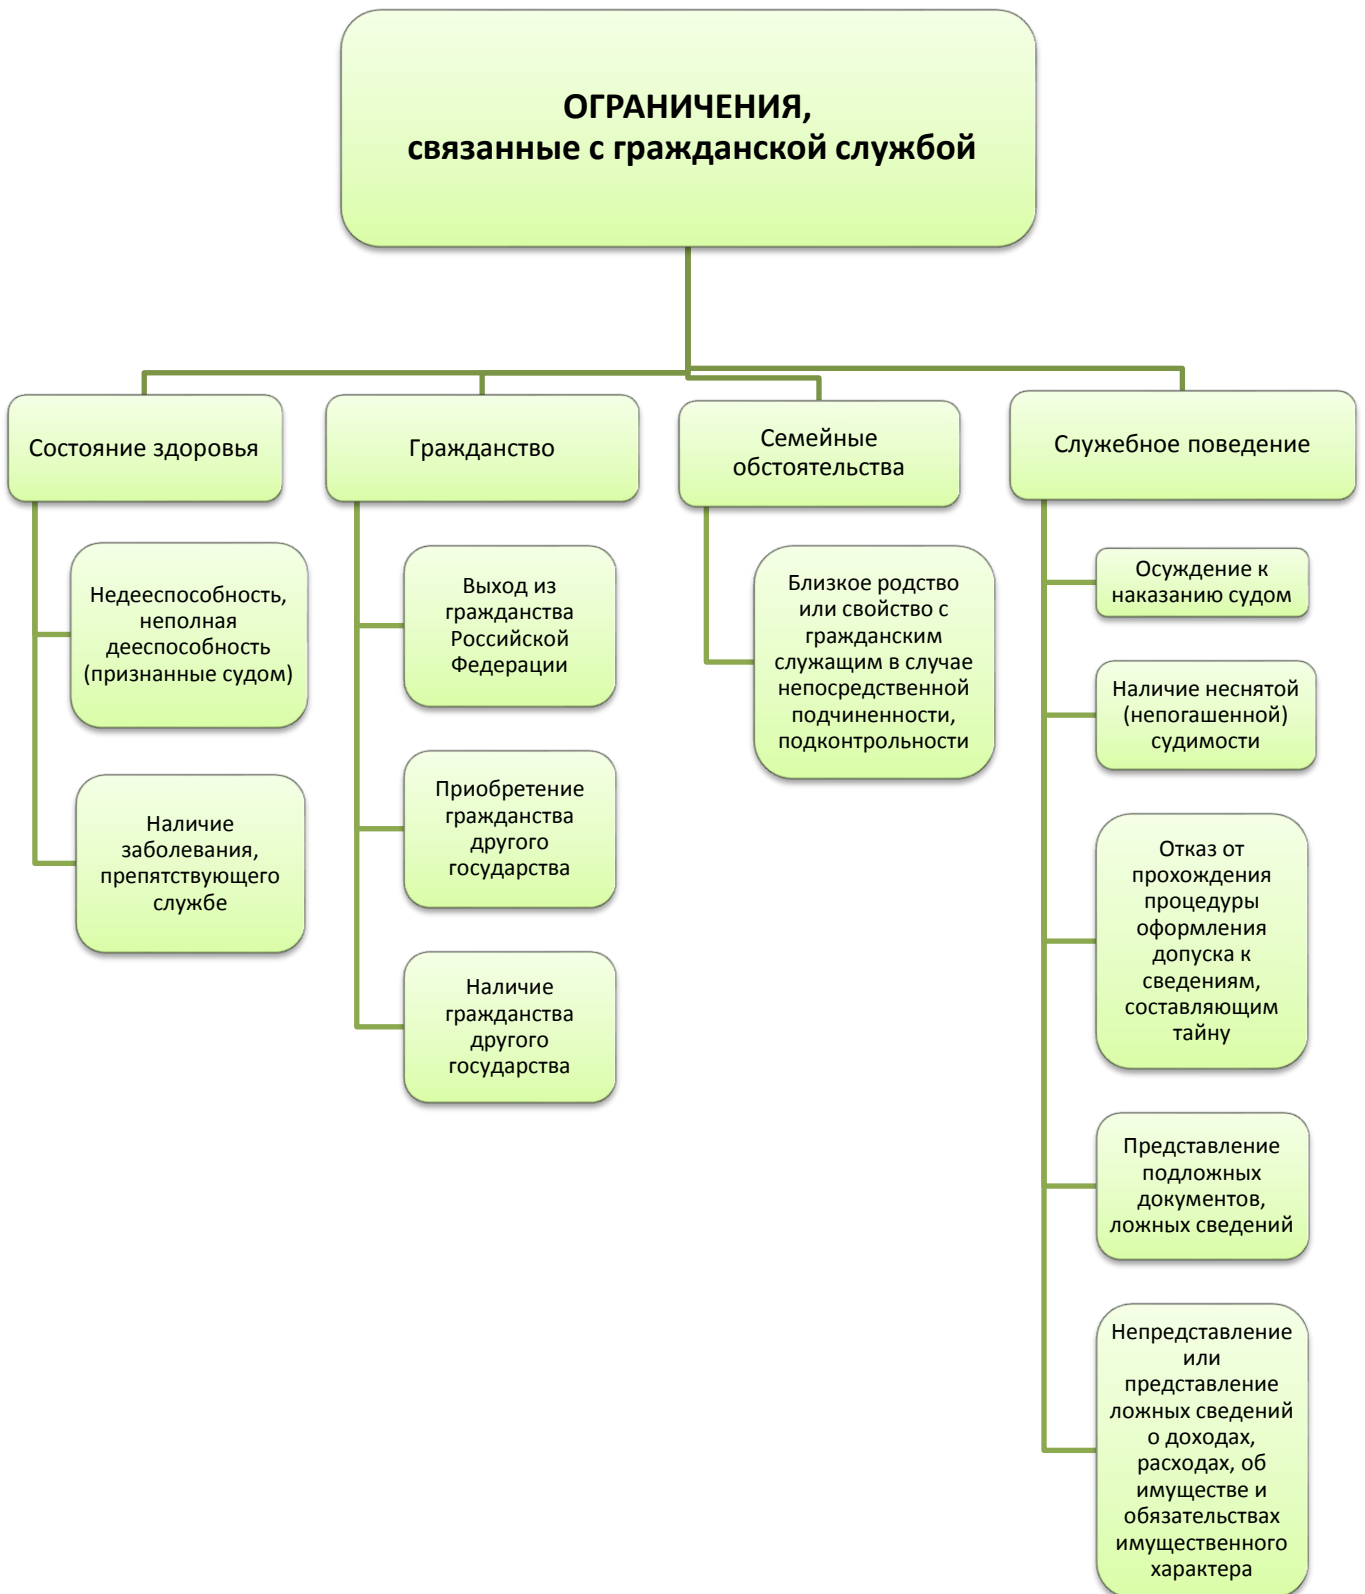 ОГРАНИЧЕНИЯ,
связанные с гражданской службой
Состояние здоровья
Недееспособность,
неполная
дееспособность
(признанные судом)
Наличие
заболевания,
препятствующего
службе
Гражданство
Выход из
гражданства
Российской
Федерации
Приобретение
гражданства
другого
государства
Наличие
гражданства
другого
государства
Семейные
обстоятельства
Близкое родство
или свойство с
гражданским
служащим в случае
непосредственной
подчиненности,
подконтрольности
Служебное поведение
Осуждение к
наказанию судом
Наличие неснятой
(непогашенной)
судимости
Отказ от
прохождения
процедуры
оформления
допуска к
сведениям,
составляющим
тайну
Представление
подложных
документов,
ложных сведений
Непредставление
или
представление
ложных сведений
о доходах,
расходах, об
имуществе и
обязательствах
имущественного
характера